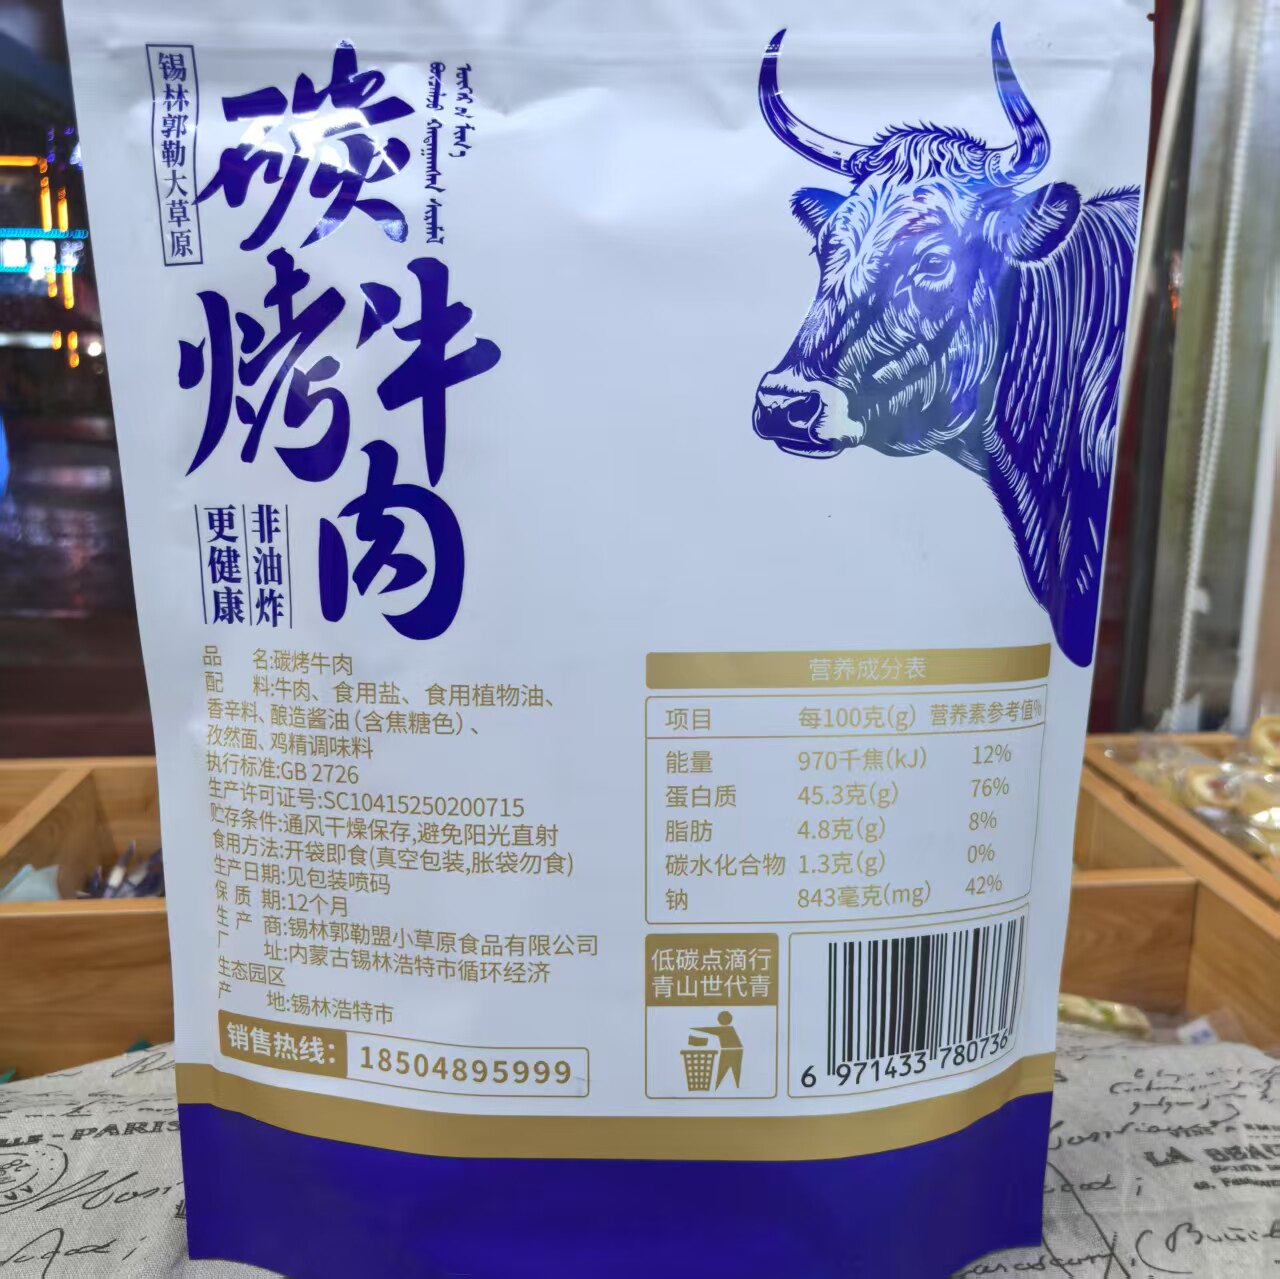 锡林郭勒大草原
碳
烤牛
肉
非油炸
更健康
品 名:碳烤牛肉
配 料:牛肉、食用盐、食用植物油、
香辛料、酿造酱油(含焦糖色)、
孜然面、鸡精调味料
执行标准:GB 2726
生产许可证号:SC10415250200715
贮存条件:通风干燥保存,避免阳光直射
食用方法:开袋即食(真空包装,胀袋勿食)
生产日期:见包装喷码
保 质 期:12个月
生 产 商:锡林郭勒盟小草原食品有限公司
厂 址:内蒙古锡林浩特市循环经济
生态园区
产 地:锡林浩特市
销售热线: 18504895999
营养成分表
项目 每100克(g) 营养素参考值%
能量 970千焦(kJ) 12%
蛋白质 45.3克(g) 76%
脂肪 4.8克(g) 8%
碳水化合物 1.3克(g) 0%
钠 843毫克(mg) 42%
低碳点滴行
青山世代青
6 971433 780736
PARIS
LA BEA